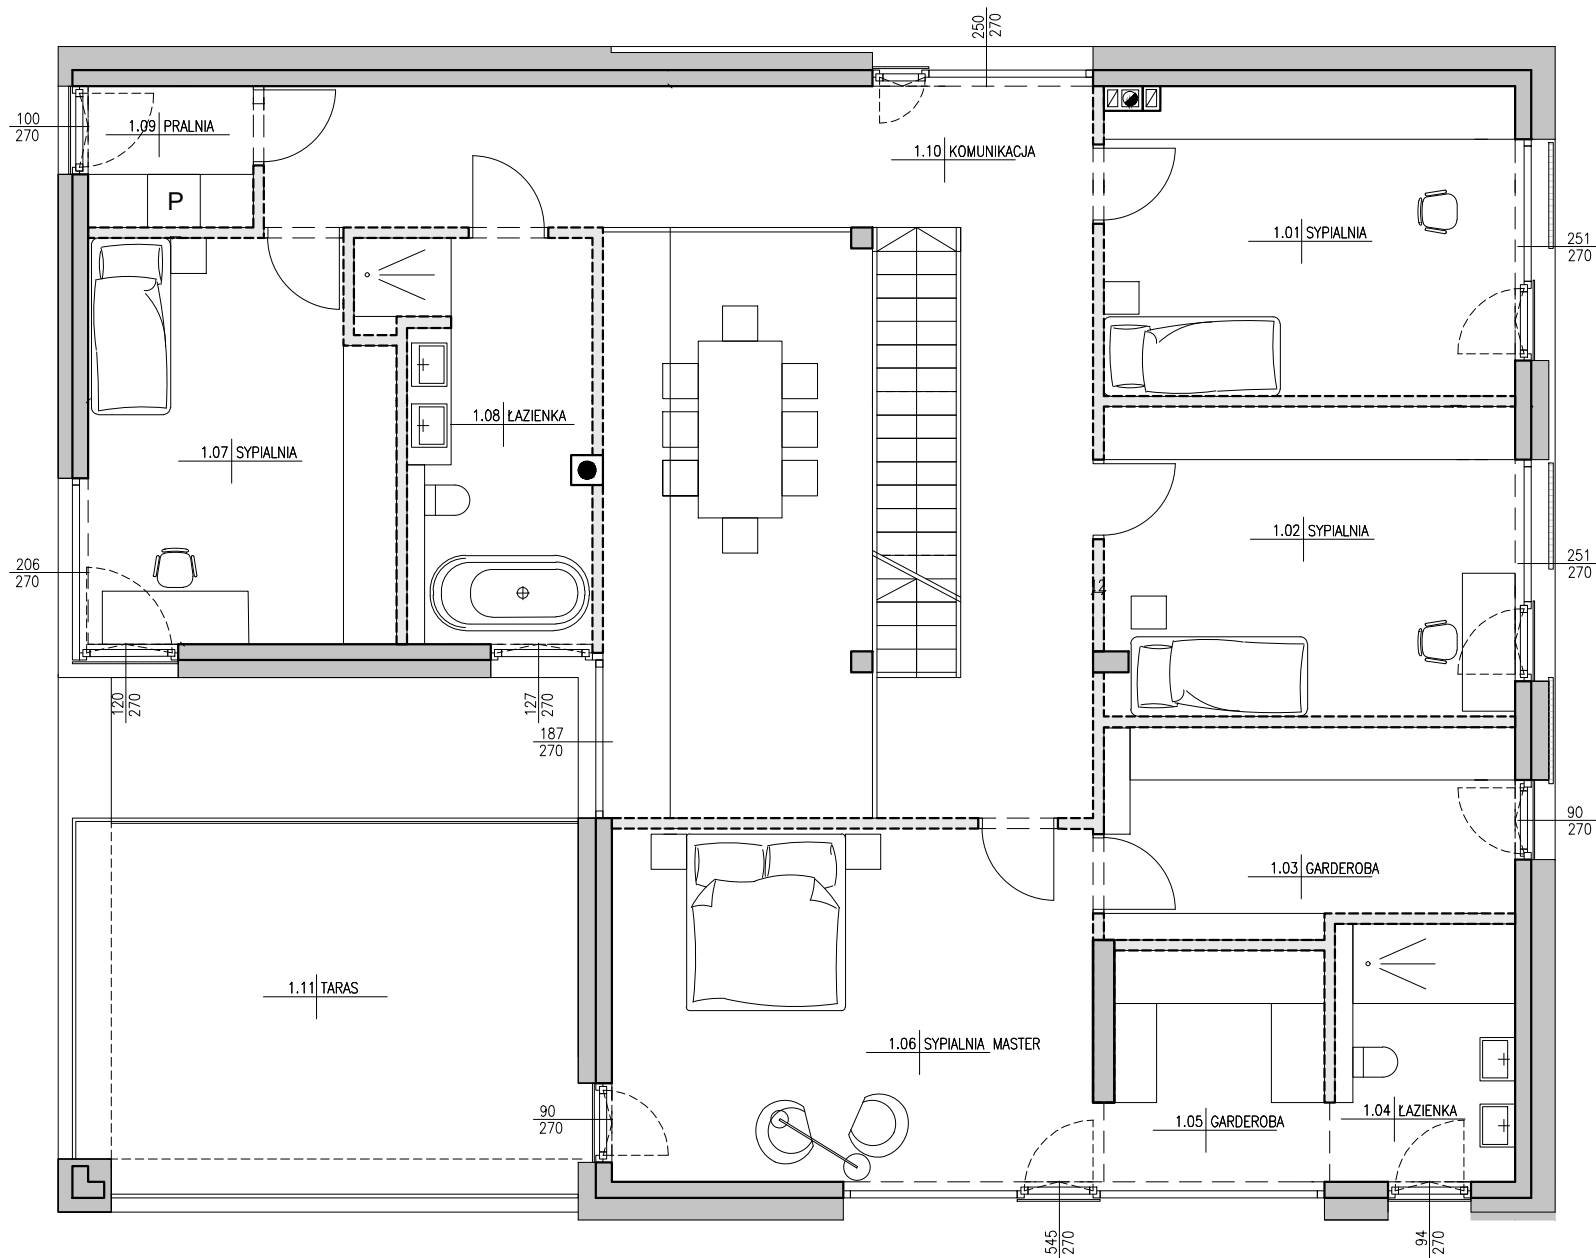 250
270
100
270
1.09 PRALNIA
1.10 KOMUNIKACJA
P
1.01 SYPIALNIA
251
270
1.08 ŁAZIENKA
1.07 SYPIALNIA
1.02 SYPIALNIA
206
270
251
270
12
120
270
127
270
187
270
90
270
1.03 GARDEROBA
1.11 TARAS
1.06 SYPIALNIA MASTER
90
270
1.05 GARDEROBA
1.04 ŁAZIENKA
545
270
94
270